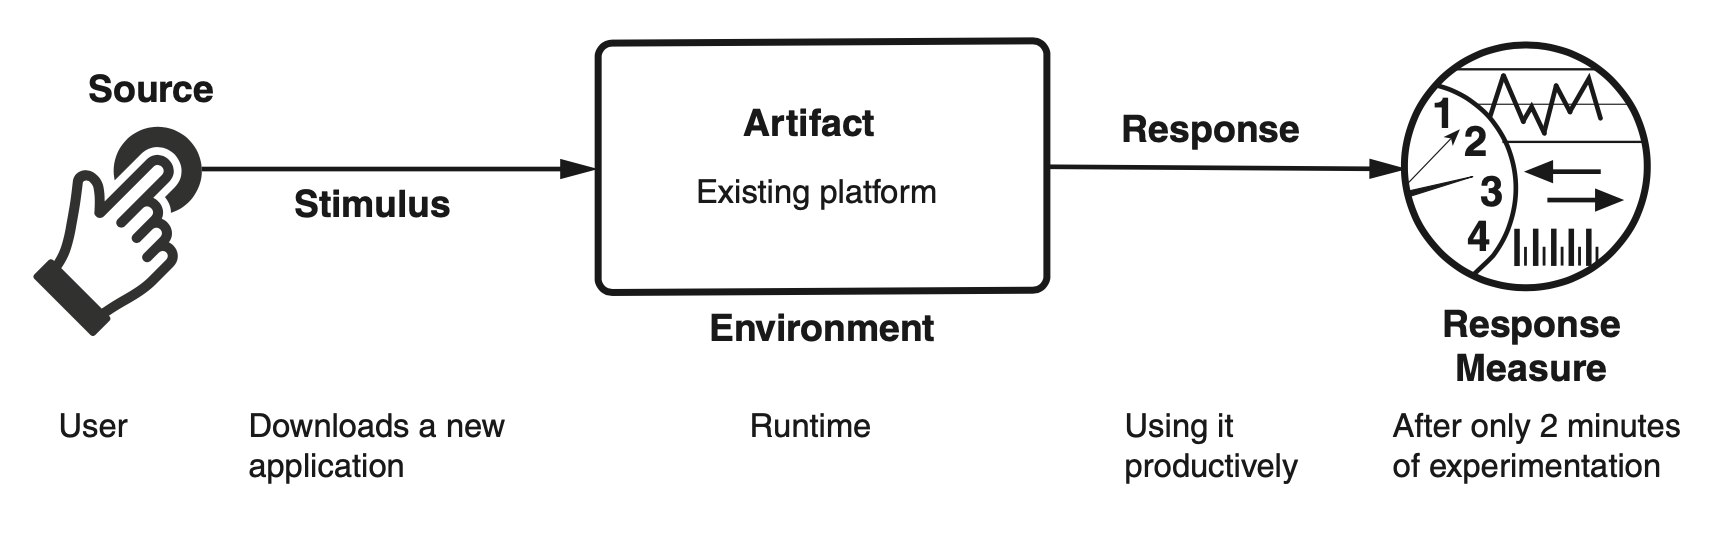 Source
Stimulus
Artifact
Existing platform
Environment
Response
1
2
3
4
Response
Measure
User
Downloads a new
application
Runtime
Using it
productively
After only 2 minutes
of experimentation